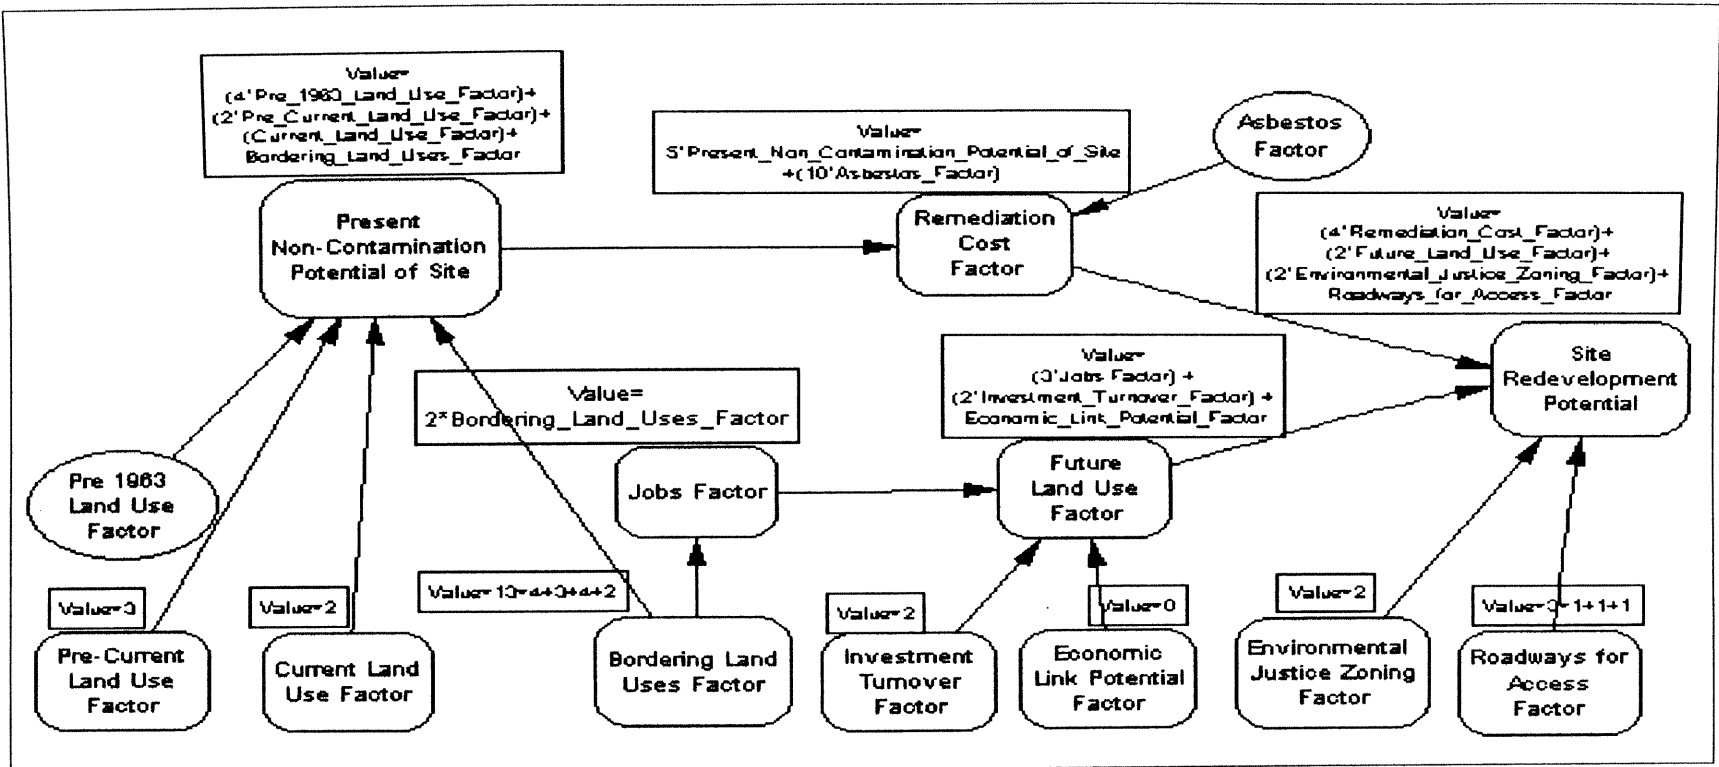 Value=
(4*Pre_1963_Land_Use_Factor)+
(2*Pre_Current_Land_Use_Factor)+
(Current_Land_Use_Factor)+
Bordering_Land_Uses_Factor
Present
Non-Contamination
Potential of Site
Value=
5*Present_Non_Contamination_Potential_of_Site
+(10*Asbestos_Factor)
Remediation
Cost
Factor
Asbestos
Factor
Value=
(4*Remediation_Cost_Factor)+
(2*Future_Land_Use_Factor)+
(2*Environmental_Justice_Zoning_Factor)+
Roadways_for_Access_Factor
Site
Redevelopment
Potential
Value=
(3*Jobs Factor) +
(2*Investment_Turnover_Factor) +
Economic_Link_Potential_Factor
Future
Land Use
Factor
Value=
2*Bordering_Land_Uses_Factor
Jobs Factor
Pre 1963
Land Use
Factor
Value=3
Pre-Current
Land Use
Factor
Value=2
Current Land
Use Factor
Value=13=4+3+4+2
Bordering Land
Uses Factor
Value=2
Investment
Turnover
Factor
Value=0
Economic
Link Potential
Factor
Value=2
Environmental
Justice Zoning
Factor
Value=3=1+1+1
Roadways for
Access
Factor